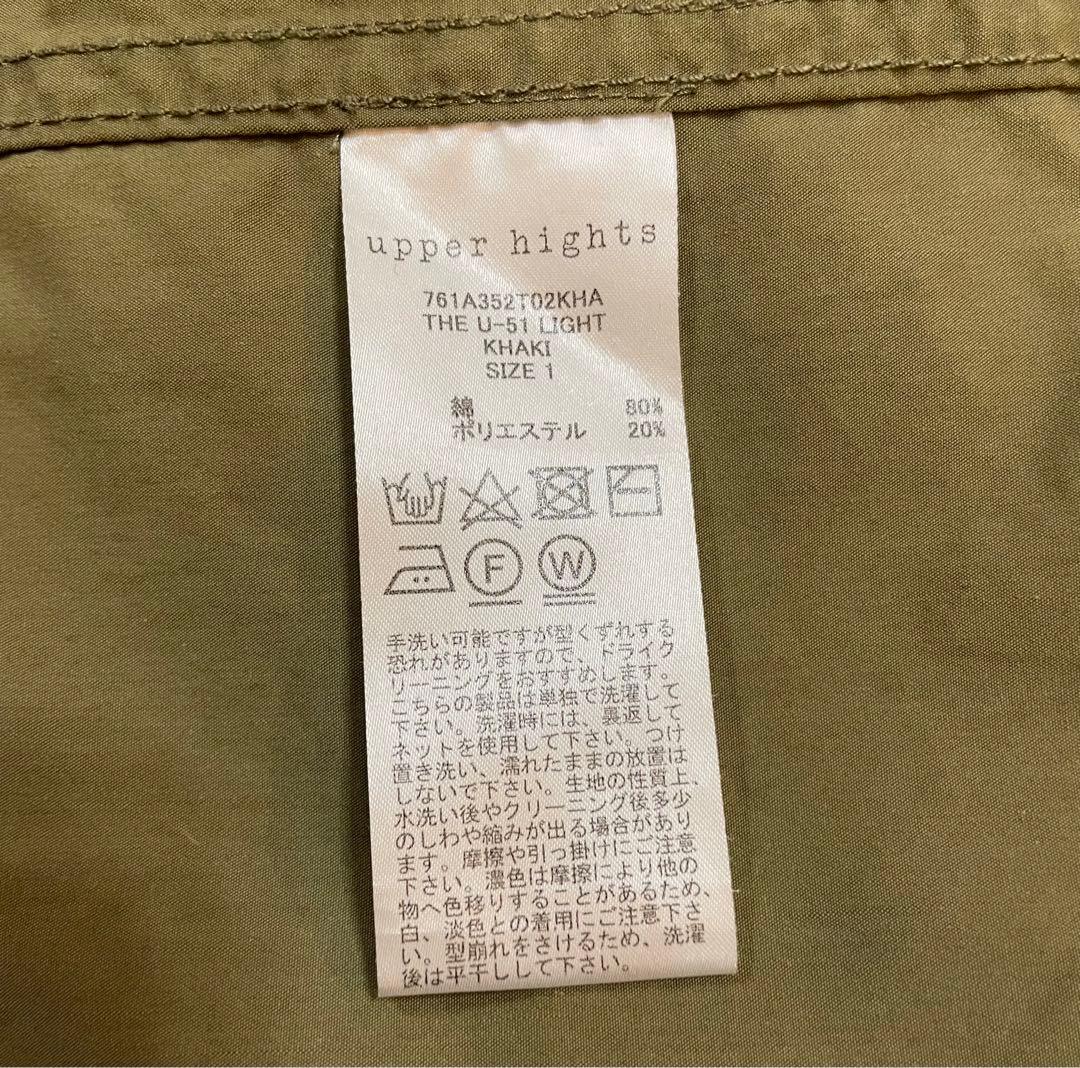 upper hights
761A352T02KHA
THE U-51 LIGHT
KHAKI
SIZE 1
綿 80%
ポリエステル 20%
F W
手洗い可能ですが型くずれする
恐れがありますので、ドライク
リーニングをおすすめします。
こちらの製品は単独で洗濯して
下さい。洗濯時には、裏返して
ネットを使用して下さい。つけ
置き洗い、濡れたままの放置は
しないで下さい。生地の性質上、
水洗い後やクリーニング後多少
のしわや縮みが出る場合があり
ます。摩擦や引っ掛けにご注意
下さい。濃色は摩擦により他の
物へ色移りすることがあるため、
白、淡色との着用にご注意下さ
い。型崩れをさけるため、洗濯
後は平干しして下さい。